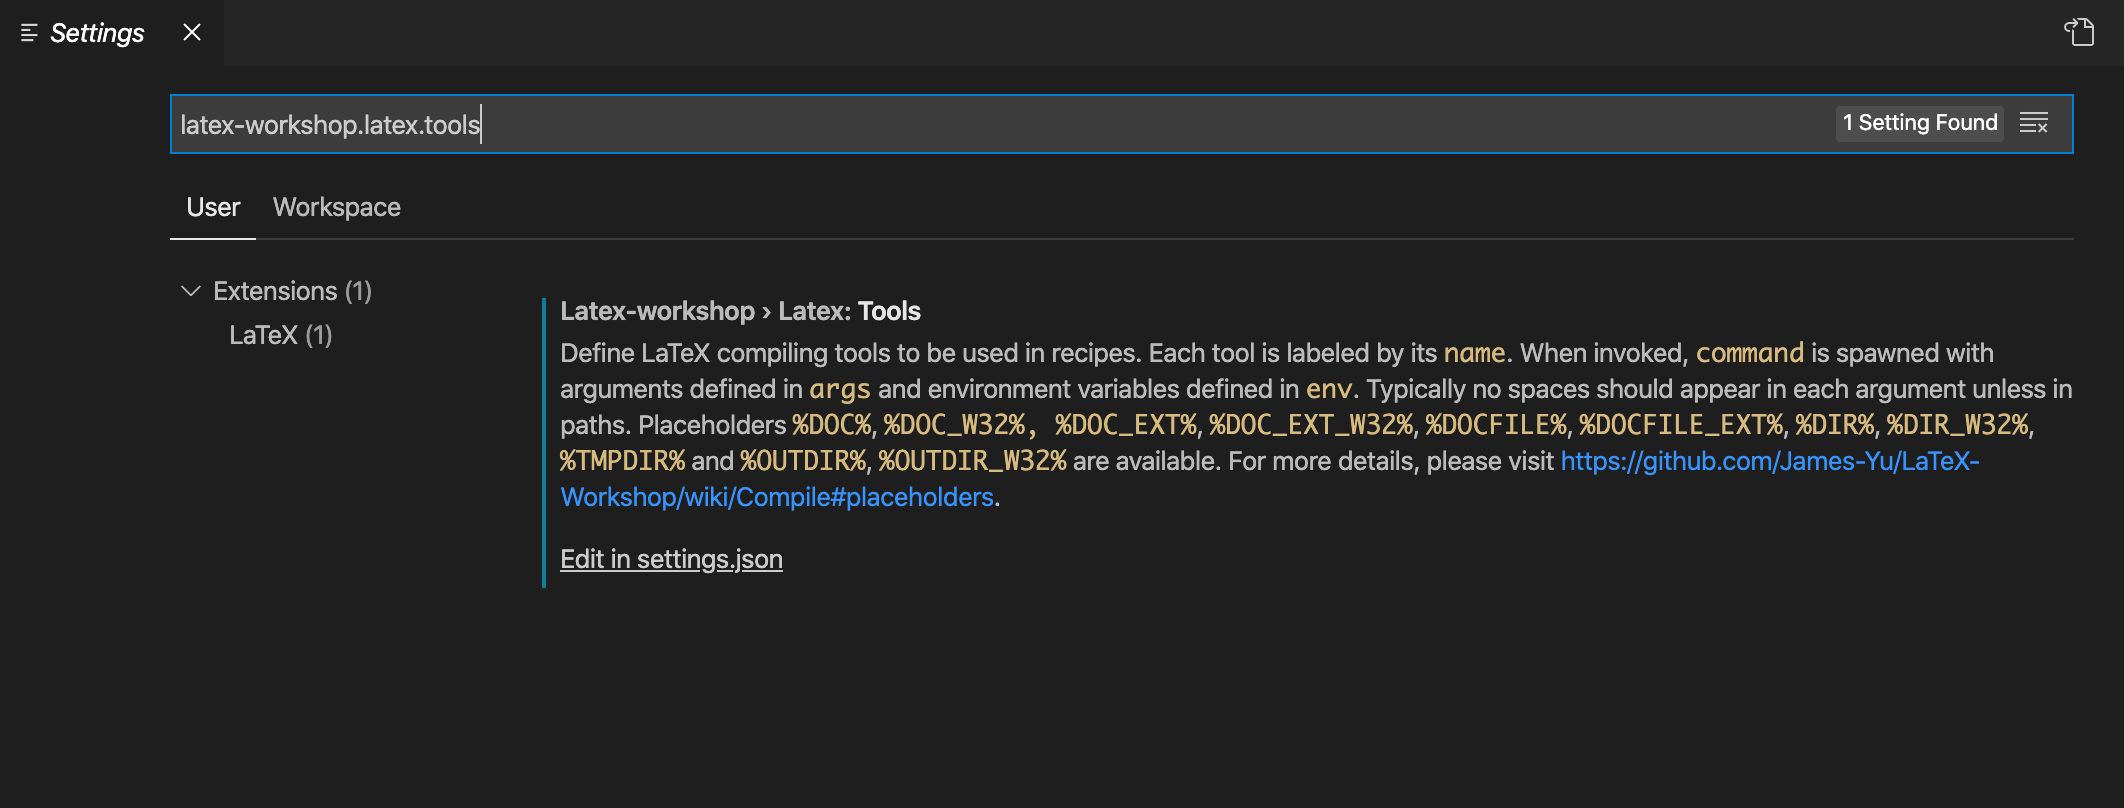 Settings
latex-workshop.latex.tools
1 Setting Found
User Workspace
Extensions (1)
LaTeX (1)
Latex-workshop › Latex: Tools
Define LaTeX compiling tools to be used in recipes. Each tool is labeled by its name. When invoked, command is spawned with
arguments defined in args and environment variables defined in env. Typically no spaces should appear in each argument unless in
paths. Placeholders %DOC%, %DOC_W32%, %DOC_EXT%, %DOC_EXT_W32%, %DOCFILE%, %DOCFILE_EXT%, %DIR%, %DIR_W32%,
%TMPDIR% and %OUTDIR%, %OUTDIR_W32% are available. For more details, please visit https://github.com/James-Yu/LaTeX-
Workshop/wiki/Compile#placeholders.
Edit in settings.json